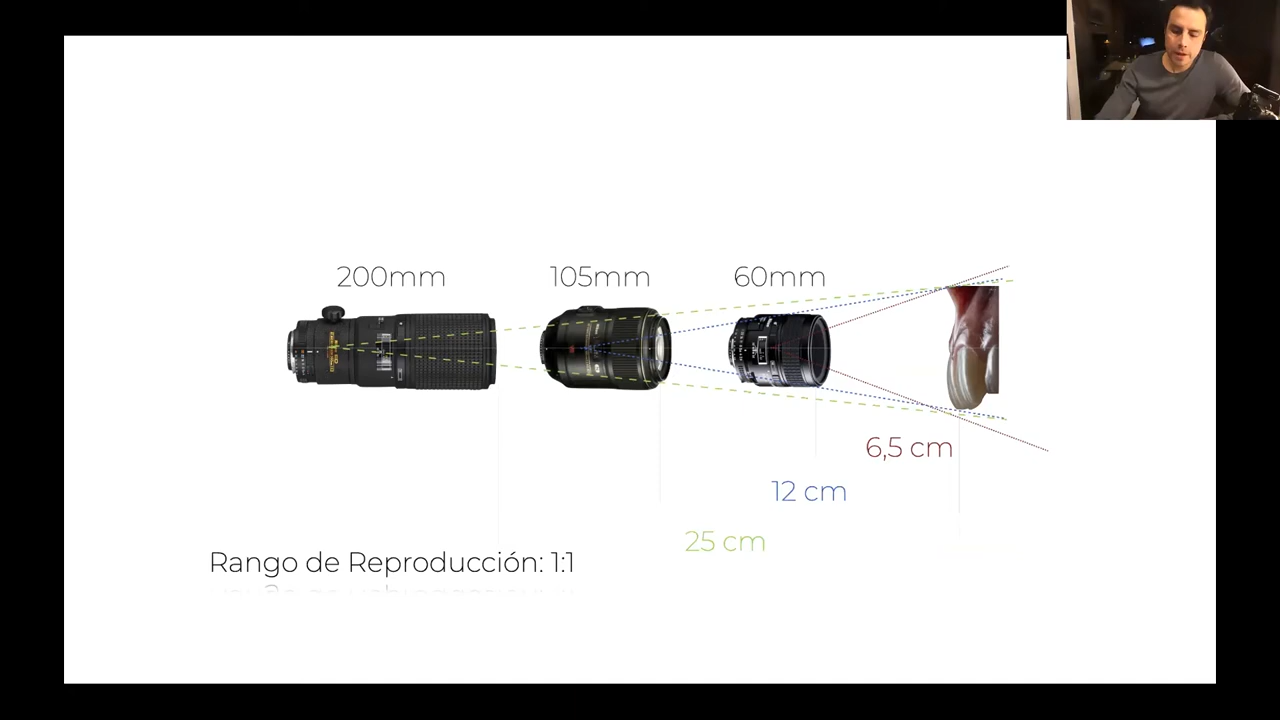 200mm
105mm
60mm
6,5 cm
12 cm
25 cm
Rango de Reproducción: 1:1